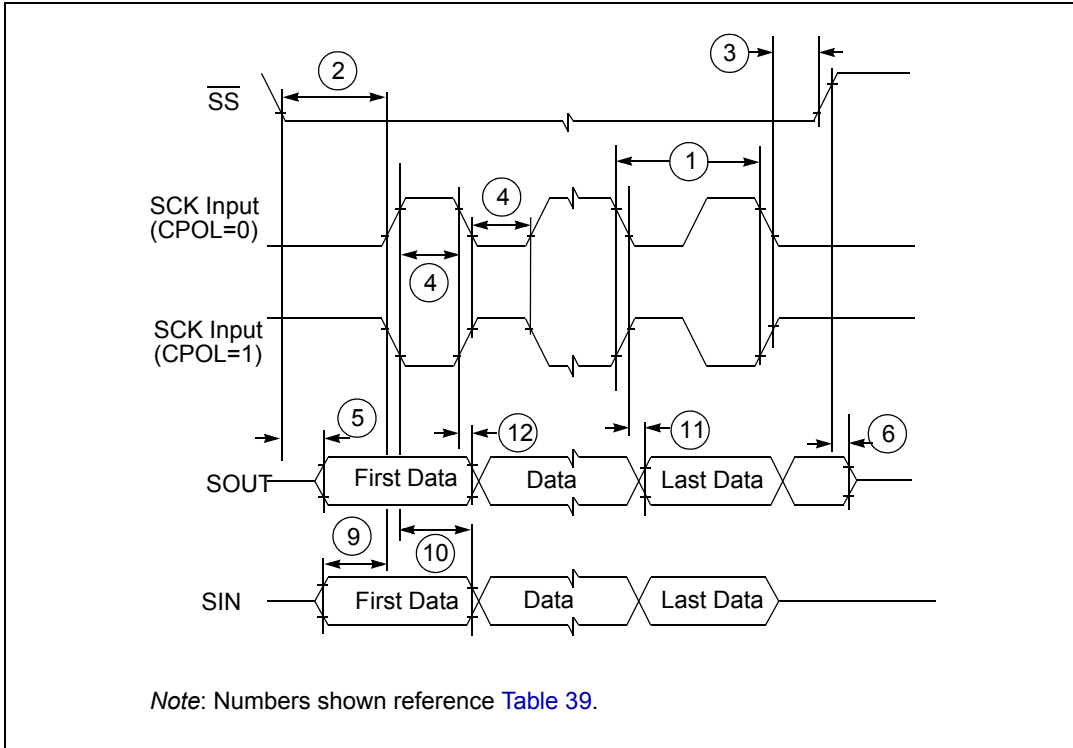 3
2
SS
1
SCK Input
(CPOL=0)
4
4
SCK Input
(CPOL=1)
5
12
11
6
SOUT
First Data
Data
Last Data
9
10
SIN
First Data
Data
Last Data
Note: Numbers shown reference Table 39.